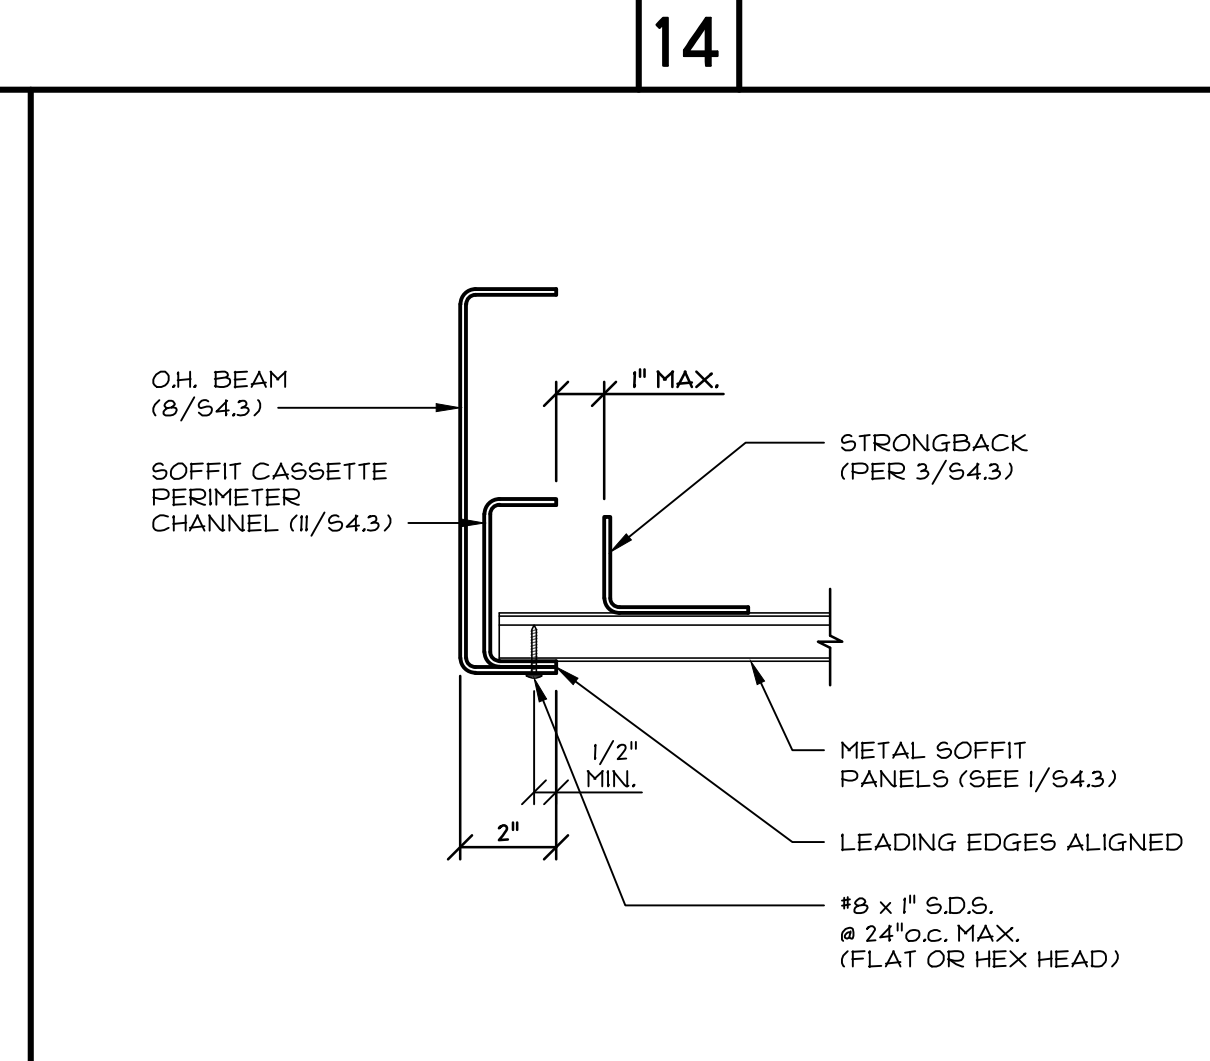 14
O.H. BEAM
(8/S4.3)
1" MAX.
STRONGBACK
(PER 3/S4.3)
SOFFIT CASSETTE
PERIMETER
CHANNEL (11/S4.3)
1/2"
MIN.
METAL SOFFIT
PANELS (SEE 1/S4.3)
2"
LEADING EDGES ALIGNED
#8 x 1" S.D.S.
@ 24"o.c. MAX.
(FLAT OR HEX HEAD)